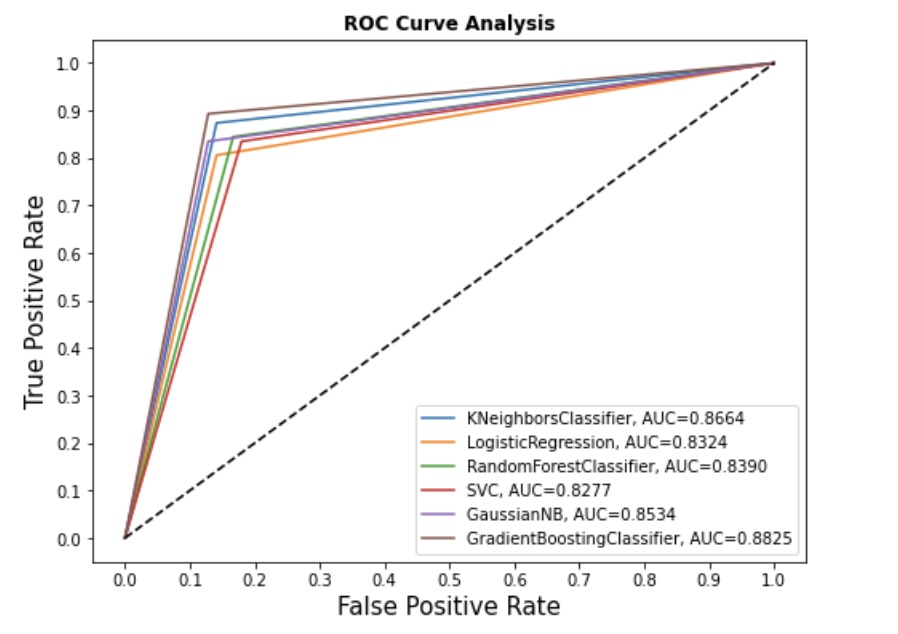 ROC Curve Analysis
True Positive Rate
1.0
0.9
0.8
0.7
0.6
0.5
0.4
0.3
0.2
0.1
0.0
KNeighborsClassifier, AUC=0.8664
LogisticRegression, AUC=0.8324
RandomForestClassifier, AUC=0.8390
SVC, AUC=0.8277
GaussianNB, AUC=0.8534
GradientBoostingClassifier, AUC=0.8825
0.0 0.1 0.2 0.3 0.4 0.5 0.6 0.7 0.8 0.9 1.0
False Positive Rate